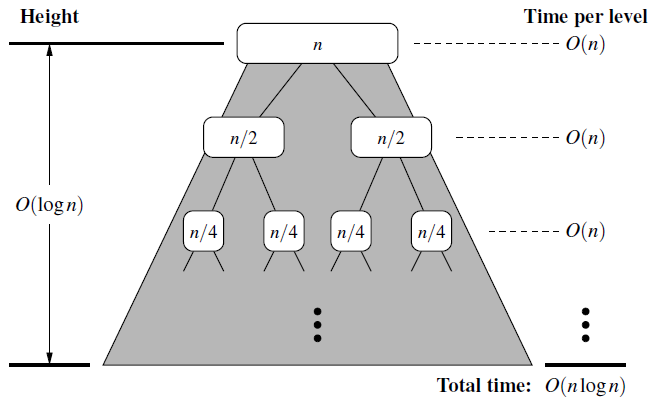 Height Time per level
n O(n)
n/2 n/2 O(n)
O(log n)
n/4 n/4 n/4 n/4 O(n)
Total time: O(n log n)